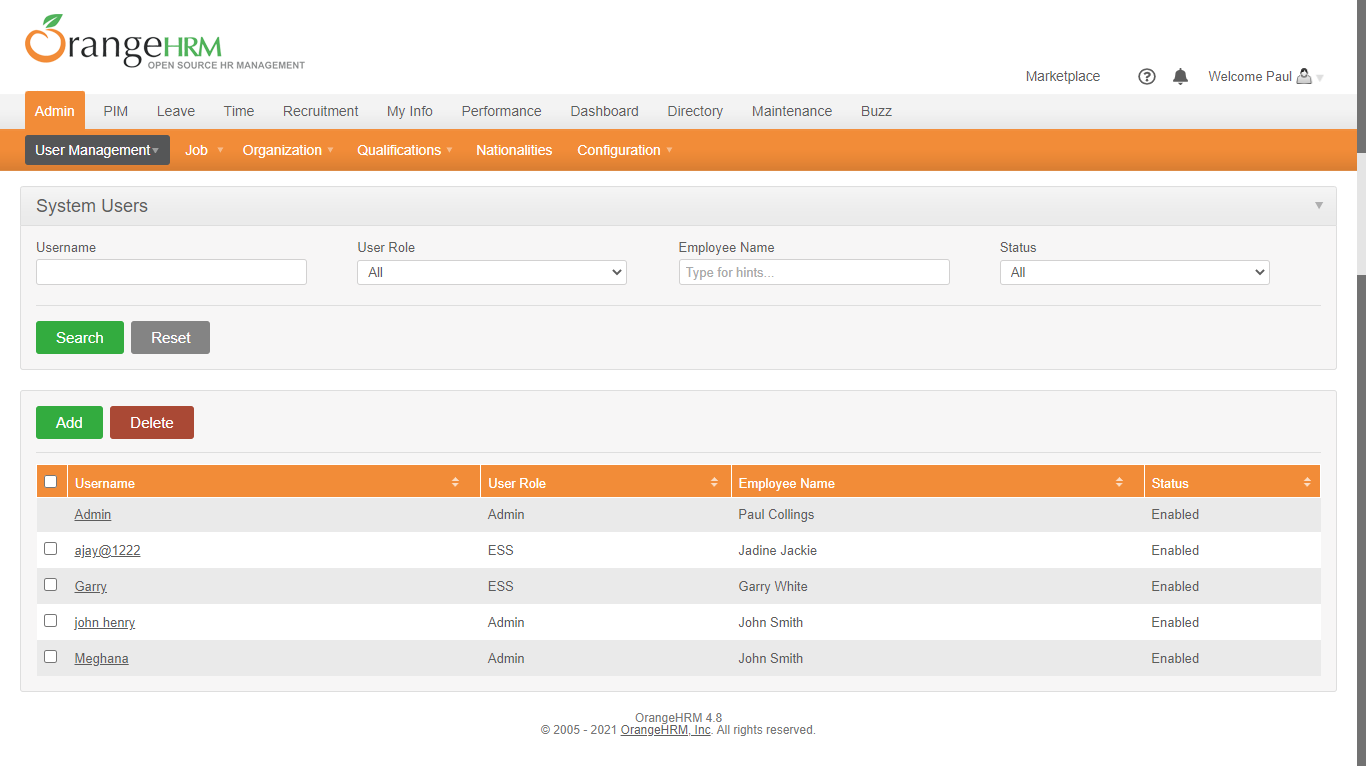 OrangeHRM
OPEN SOURCE HR MANAGEMENT
Marketplace Welcome Paul
Admin PIM Leave Time Recruitment My Info Performance Dashboard Directory Maintenance Buzz
User Management Job Organization Qualifications Nationalities Configuration
System Users
Username User Role Employee Name Status
All Type for hints... All
Search Reset
Add Delete
Username User Role Employee Name Status
Admin Admin Paul Collings Enabled
ajay@1222 ESS Jadine Jackie Enabled
Garry ESS Garry White Enabled
john henry Admin John Smith Enabled
Meghana Admin John Smith Enabled
OrangeHRM 4.8
© 2005 - 2021 OrangeHRM, Inc. All rights reserved.